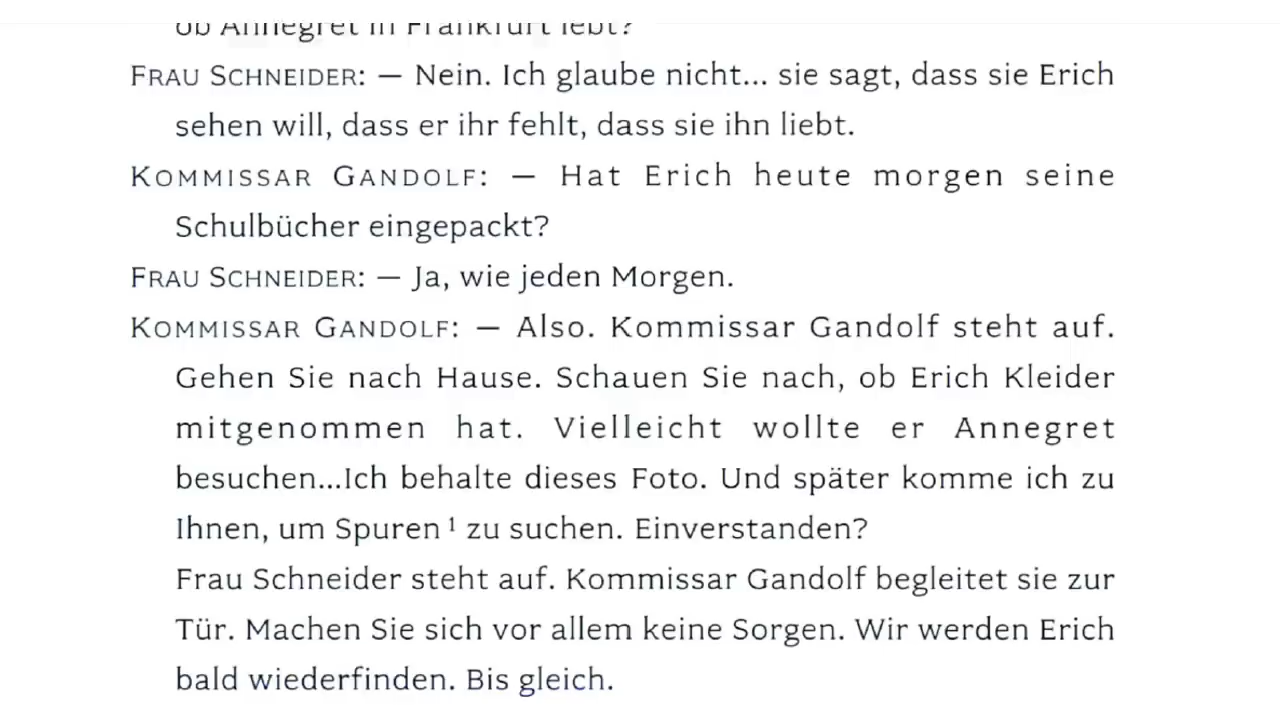 ob Annegret in Frankfurt lebt?
FRAU SCHNEIDER: — Nein. Ich glaube nicht... sie sagt, dass sie Erich
sehen will, dass er ihr fehlt, dass sie ihn liebt.
KOMMISSAR GANDOLF: — Hat Erich heute morgen seine
Schulbücher eingepackt?
FRAU SCHNEIDER: — Ja, wie jeden Morgen.
KOMMISSAR GANDOLF: — Also. Kommissar Gandolf steht auf.
Gehen Sie nach Hause. Schauen Sie nach, ob Erich Kleider
mitgenommen hat. Vielleicht wollte er Annegret
besuchen...Ich behalte dieses Foto. Und später komme ich zu
Ihnen, um Spuren ¹ zu suchen. Einverstanden?
Frau Schneider steht auf. Kommissar Gandolf begleitet sie zur
Tür. Machen Sie sich vor allem keine Sorgen. Wir werden Erich
bald wiederfinden. Bis gleich.